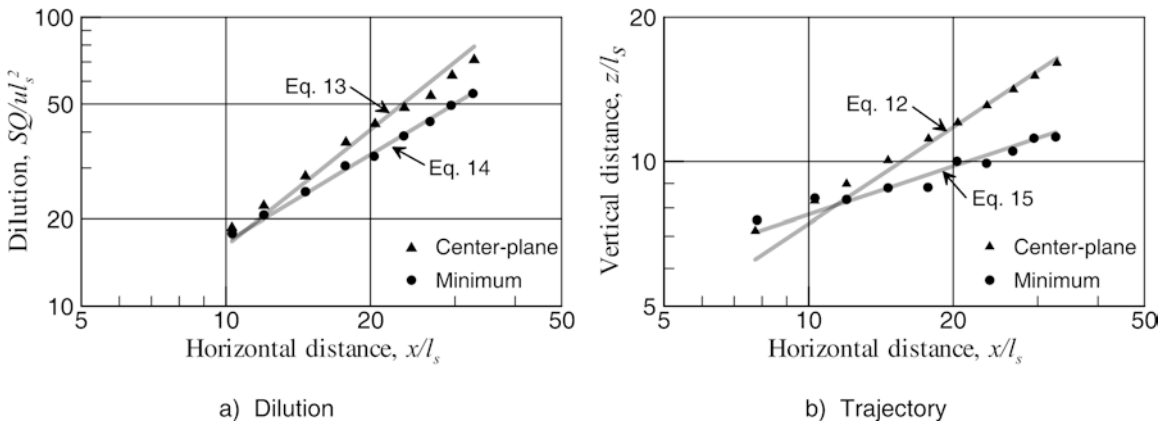 100
50
20
10
Dilution, SQ/ul_s^2
Eq. 13
Eq. 14
Center-plane
Minimum
5
10
20
50
Horizontal distance, x/l_s
a) Dilution
20
10
5
Vertical distance, z/l_s
Eq. 12
Eq. 15
Center-plane
Minimum
5
10
20
50
Horizontal distance, x/l_s
b) Trajectory